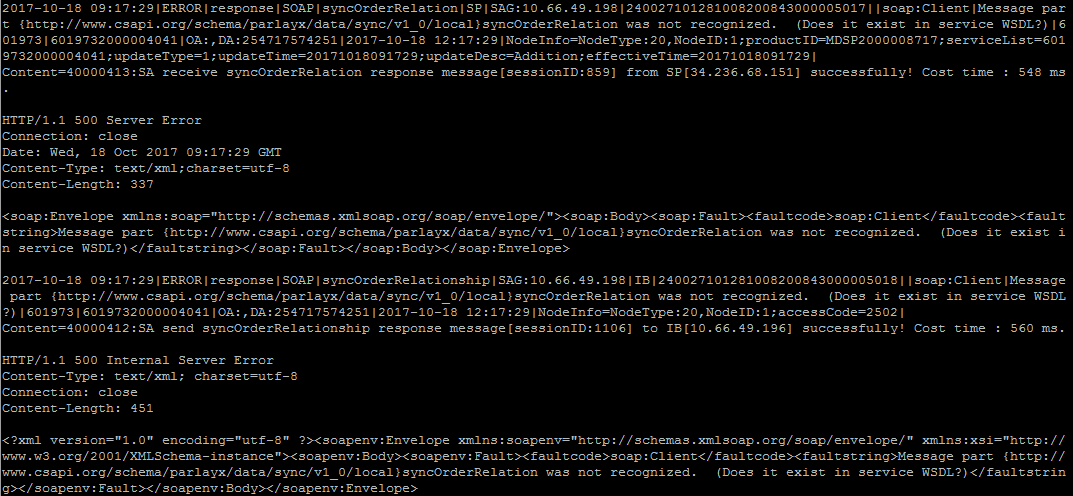 2017-10-18 09:17:29|ERROR|response|SOAP|syncOrderRelation|SP|SAG:10.66.49.198|24002710128100820084300000501​7||soap:Client|Message par
t {http://www.csapi.org/schema/parlayx/data/sync/v1_0/local}syncOrderRelation was not recognized.  (Does it exist in service WSDL?)|6
01973|6019732000004041|OA:,DA:254717574251|2017-10-18 12:17:29|NodeInfo=NodeType:20,NodeID:1;productID=MDSP2000008717;serviceList=601
9732000004041;updateType=1;updateTime=20171018091729;updateDesc=Addition;effectiveTime=20171018091729|
Content=40000413:SA receive syncOrderRelation response message[sessionID:859] from SP[34.236.68.151] successfully! Cost time : 548 ms
.
HTTP/1.1 500 Server Error
Connection: close
Date: Wed, 18 Oct 2017 09:17:29 GMT
Content-Type: text/xml;charset=utf-8
Content-Length: 337
<soap:Envelope xmlns:soap="http://schemas.xmlsoap.org/soap/envelope/"><soap:Body><soap:Fault><faultcode>soap:Client</faultcode><fault
string>Message part {http://www.csapi.org/schema/parlayx/data/sync/v1_0/local}syncOrderRelation was not recognized.  (Does it exist i
n service WSDL?)</faultstring></soap:Fault></soap:Body></soap:Envelope>
2017-10-18 09:17:29|ERROR|response|SOAP|syncOrderRelationship|SAG:10.66.49.198|IB|240027101281008200843000005018||soap:Client|Message
 part {http://www.csapi.org/schema/parlayx/data/sync/v1_0/local}syncOrderRelation was not recognized.  (Does it exist in service WSDL
?)|601973|6019732000004041|OA:,DA:254717574251|2017-10-18 12:17:29|NodeInfo=NodeType:20,NodeID:1;accessCode=2502|
Content=40000412:SA send syncOrderRelationship response message[sessionID:1106] to IB[10.66.49.196] successfully! Cost time : 560 ms.
HTTP/1.1 500 Internal Server Error
Content-Type: text/xml; charset=utf-8
Connection: close
Content-Length: 451
<?xml version="1.0" encoding="utf-8" ?><soapenv:Envelope xmlns:soapenv="http://schemas.xmlsoap.org/soap/envelope/" xmlns:xsi="http://
www.w3.org/2001/XMLSchema-instance"><soapenv:Body><soapenv:Fault><faultcode>soap:Client</faultcode><faultstring>Message part {http://
www.csapi.org/schema/parlayx/data/sync/v1_0/local}syncOrderRelation was not recognized.  (Does it exist in service WSDL?)</faultstrin
g></soapenv:Fault></soapenv:Body></soapenv:Envelope>